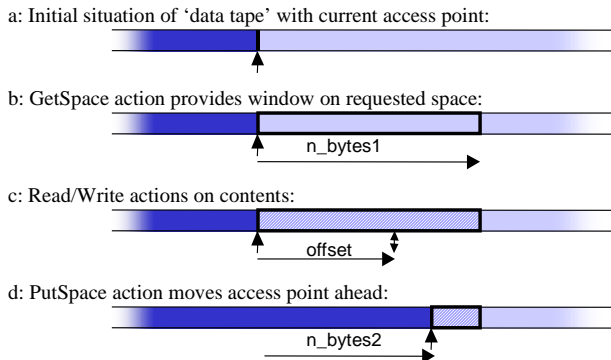 a: Initial situation of ‘data tape’ with current access point:
b: GetSpace action provides window on requested space:
n_bytes1
c: Read/Write actions on contents:
offset
d: PutSpace action moves access point ahead:
n_bytes2